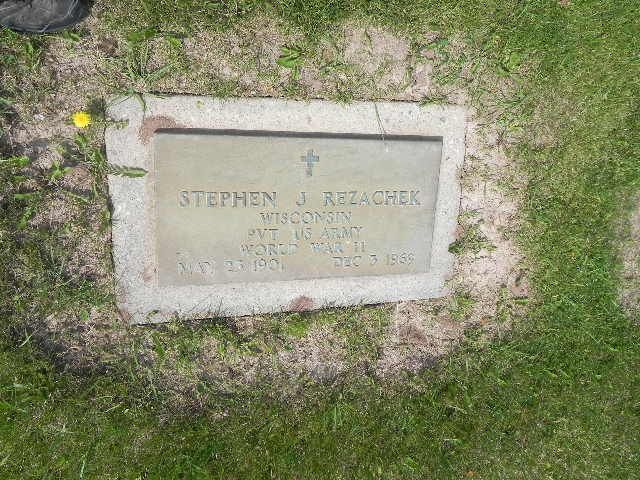 STEPHEN J REZACHEK
WISCONSIN
PVT US ARMY
WORLD WAR II
MAY 23 1901 DEC 3 1969